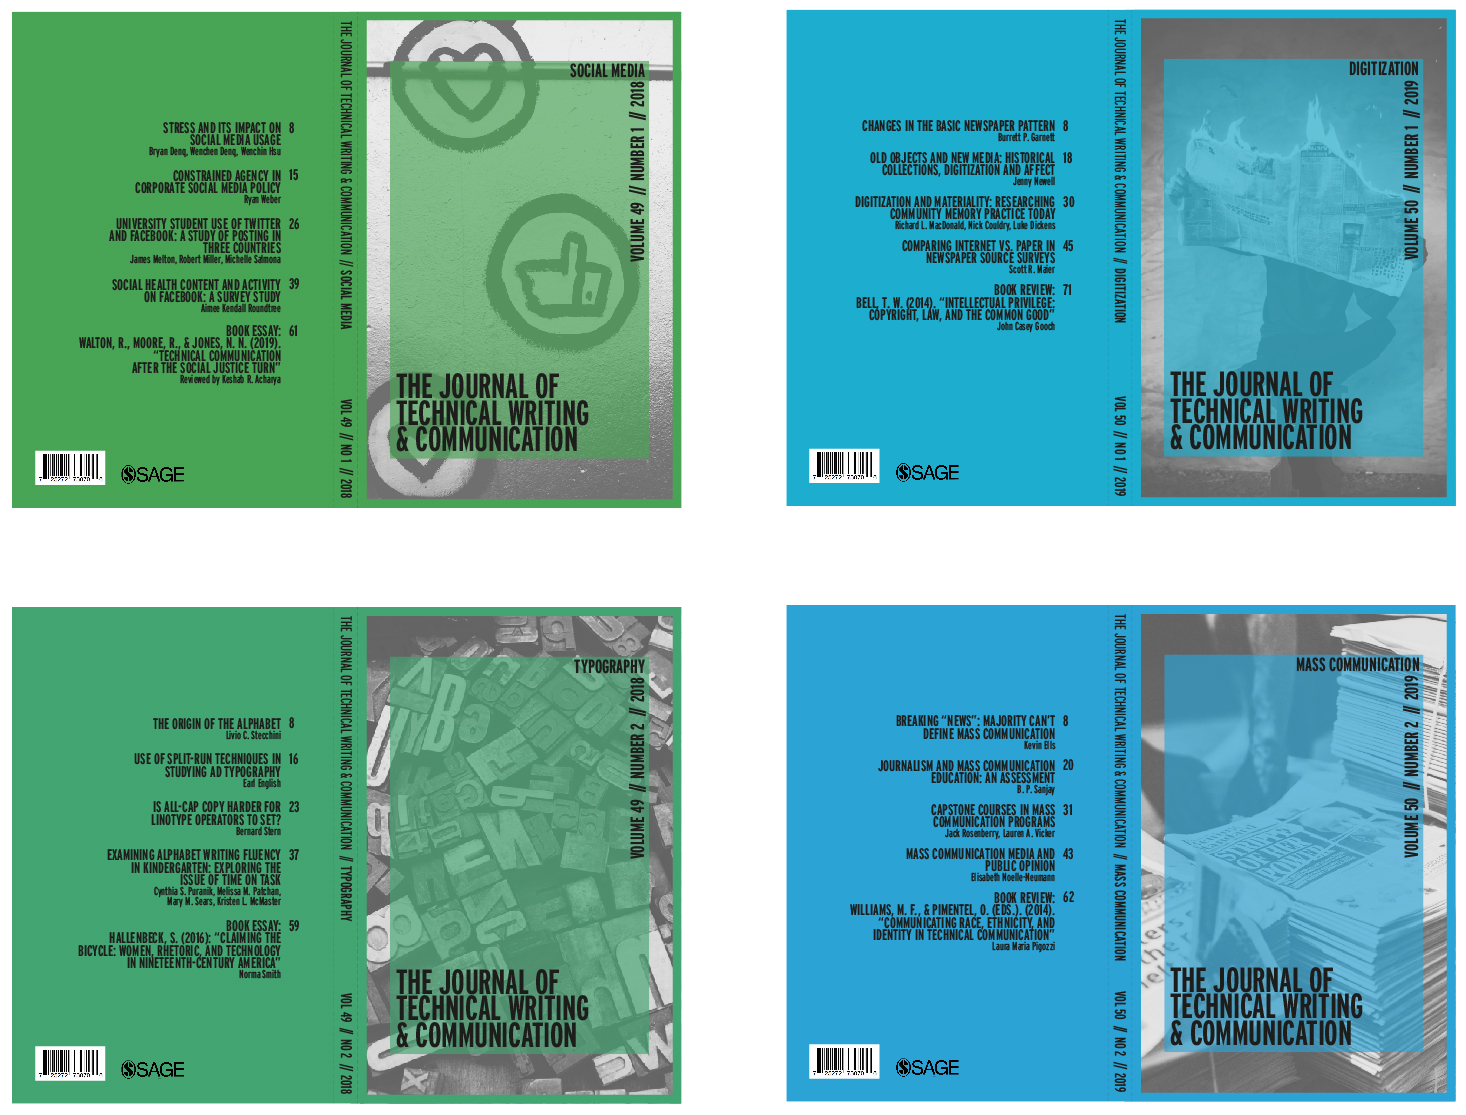 STRESS AND ITS IMPACT ON 8
SOCIAL MEDIA USAGE
Bryan Denq, Wenchen Denq, Wenchin Hsu
CONSTRAINED AGENCY IN 15
CORPORATE SOCIAL MEDIA POLICY
Ryan Weber
UNIVERSITY STUDENT USE OF TWITTER 26
AND FACEBOOK: A STUDY OF POSTING IN
THREE COUNTRIES
James Melton, Robert Miller, Michelle Salmona
SOCIAL HEALTH CONTENT AND ACTIVITY 39
ON FACEBOOK: A SURVEY STUDY
Aimee Kendall Roundtree
BOOK ESSAY: 61
WALTON, R., MOORE, R., & JONES, N. N. (2019).
“TECHNICAL COMMUNICATION
AFTER THE SOCIAL JUSTICE TURN”
Reviewed by Keshab R. Acharya
SAGE
THE JOURNAL OF TECHNICAL WRITING & COMMUNICATION // SOCIAL MEDIA
VOL 49 // NO 1 // 2018
SOCIAL MEDIA
VOLUME 49 // NUMBER 1 // 2018
THE JOURNAL OF
TECHNICAL WRITING
& COMMUNICATION
CHANGES IN THE BASIC NEWSPAPER PATTERN 8
Burrett P. Garnett
OLD OBJECTS AND NEW MEDIA: HISTORICAL 18
COLLECTIONS, DIGITIZATION AND AFFECT
Jenny Newell
DIGITIZATION AND MATERIALITY: RESEARCHING 30
COMMUNITY MEMORY PRACTICE TODAY
Richard L. MacDonald, Nick Couldry, Luke Dickens
COMPARING INTERNET VS. PAPER IN 45
NEWSPAPER SOURCE SURVEYS
Scott R. Maier
BOOK REVIEW: 71
BELL, T. W. (2014). “INTELLECTUAL PRIVILEGE:
COPYRIGHT, LAW, AND THE COMMON GOOD”
John Casey Gooch
SAGE
THE JOURNAL OF TECHNICAL WRITING & COMMUNICATION // DIGITIZATION
VOL 50 // NO 1 // 2019
DIGITIZATION
VOLUME 50 // NUMBER 1 // 2019
THE JOURNAL OF
TECHNICAL WRITING
& COMMUNICATION
THE ORIGIN OF THE ALPHABET 8
Livio C. Stecchini
USE OF SPLIT-RUN TECHNIQUES IN 16
STUDYING AD TYPOGRAPHY
Earl English
IS ALL-CAP COPY HARDER FOR 23
LINOTYPE OPERATORS TO SET?
Bernard Stern
EXAMINING ALPHABET WRITING FLUENCY 37
IN KINDERGARTEN: EXPLORING THE
ISSUE OF TIME ON TASK
Cynthia S. Puranik, Melissa M. Patchan,
Mary M. Sears, Kristen L. McMaster
BOOK ESSAY: 59
HALLENBECK, S. (2016): “CLAIMING THE
BICYCLE: WOMEN, RHETORIC, AND TECHNOLOGY
IN NINETEENTH-CENTURY AMERICA”
Norma Smith
SAGE
THE JOURNAL OF TECHNICAL WRITING & COMMUNICATION // TYPOGRAPHY
VOL 49 // NO 2 // 2018
TYPOGRAPHY
VOLUME 49 // NUMBER 2 // 2018
THE JOURNAL OF
TECHNICAL WRITING
& COMMUNICATION
BREAKING “NEWS”: MAJORITY CAN'T 8
DEFINE MASS COMMUNICATION
Kevin Ells
JOURNALISM AND MASS COMMUNICATION 20
EDUCATION: AN ASSESSMENT
B. P. Sanjay
CAPSTONE COURSES IN MASS 31
COMMUNICATION PROGRAMS
Jack Rosenberry, Lauren A. Vicker
MASS COMMUNICATION MEDIA AND 43
PUBLIC OPINION
Elisabeth Noelle-Neumann
BOOK REVIEW: 62
WILLIAMS, M. F., & PIMENTEL, O. (EDS.). (2014).
“COMMUNICATING RACE, ETHNICITY, AND
IDENTITY IN TECHNICAL COMMUNICATION”
Laura Maria Pigozzi
SAGE
THE JOURNAL OF TECHNICAL WRITING & COMMUNICATION // MASS COMMUNICATION
VOL 50 // NO 2 // 2019
MASS COMMUNICATION
VOLUME 50 // NUMBER 2 // 2019
THE JOURNAL OF
TECHNICAL WRITING
& COMMUNICATION